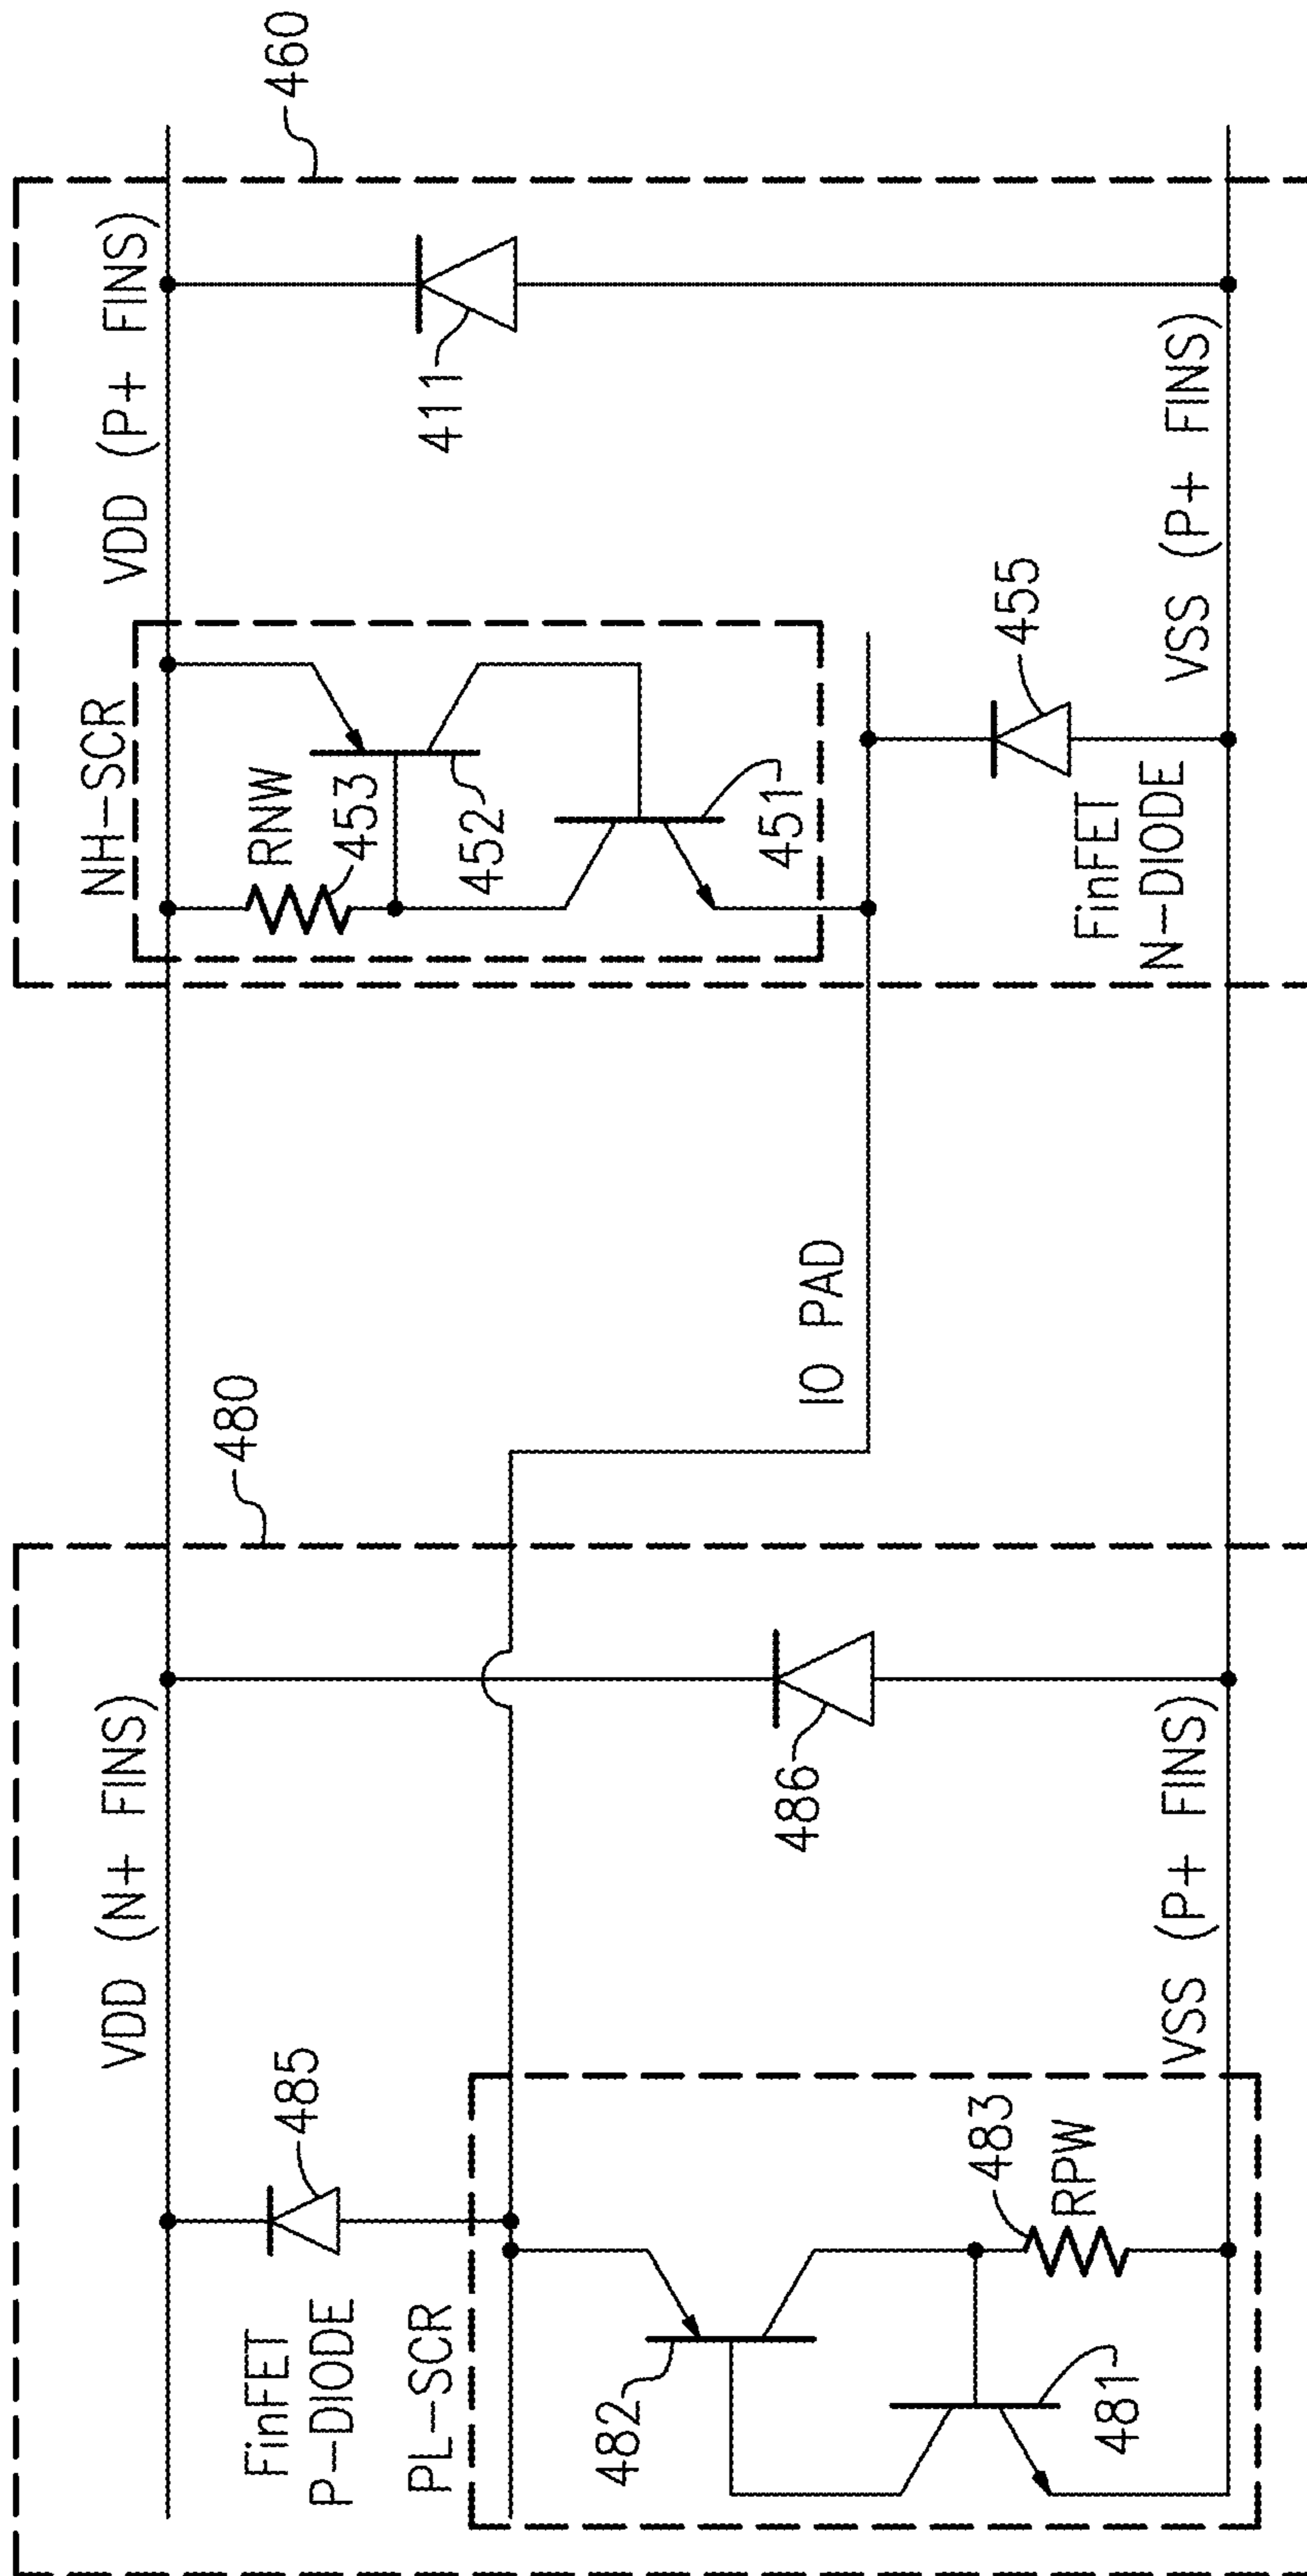 480
460
VDD (N+ FINS)
VDD (P+ FINS)
NH-SCR
FinFET
P-DIODE
485
RNW
453
411
PL-SCR
452
482
486
IO PAD
451
455
483
RPW
481
FinFET
N-DIODE
VSS (P+ FINS)
VSS (P+ FINS)